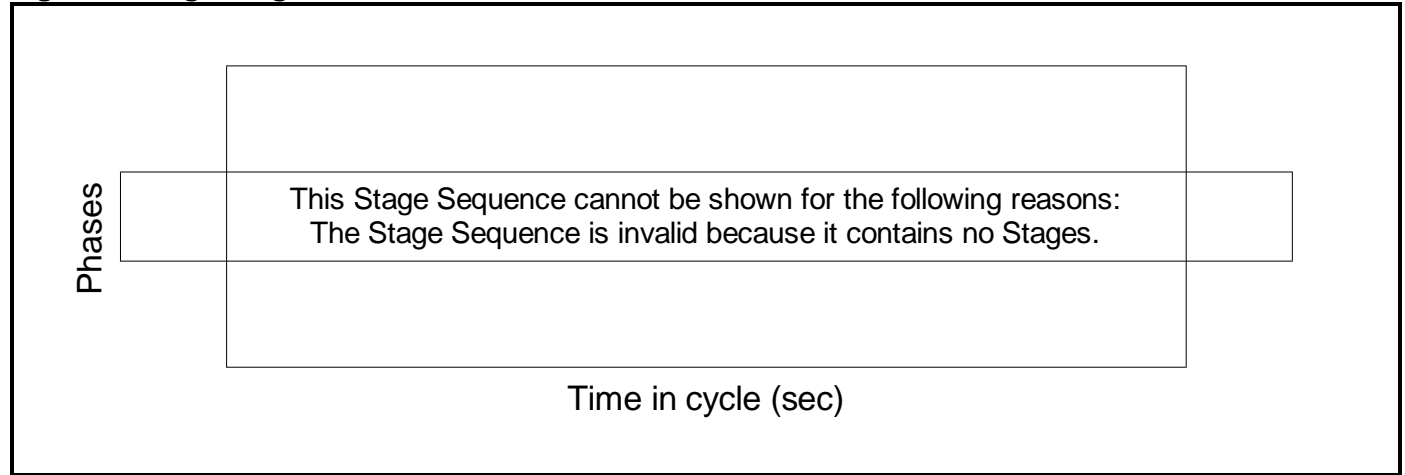 Phases
This Stage Sequence cannot be shown for the following reasons:
The Stage Sequence is invalid because it contains no Stages.
Time in cycle (sec)